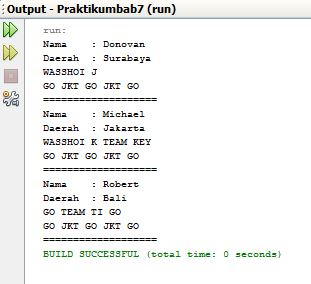 Output - Praktikumbab7 (run)
run:
Nama    : Donovan
Daerah  : Surabaya
WASSHOI J
GO JKT GO JKT GO
===================
Nama    : Michael
Daerah  : Jakarta
WASSHOI K TEAM KEY
GO JKT GO JKT GO
===================
Nama    : Robert
Daerah  : Bali
GO TEAM TI GO
GO JKT GO JKT GO
===================
BUILD SUCCESSFUL (total time: 0 seconds)